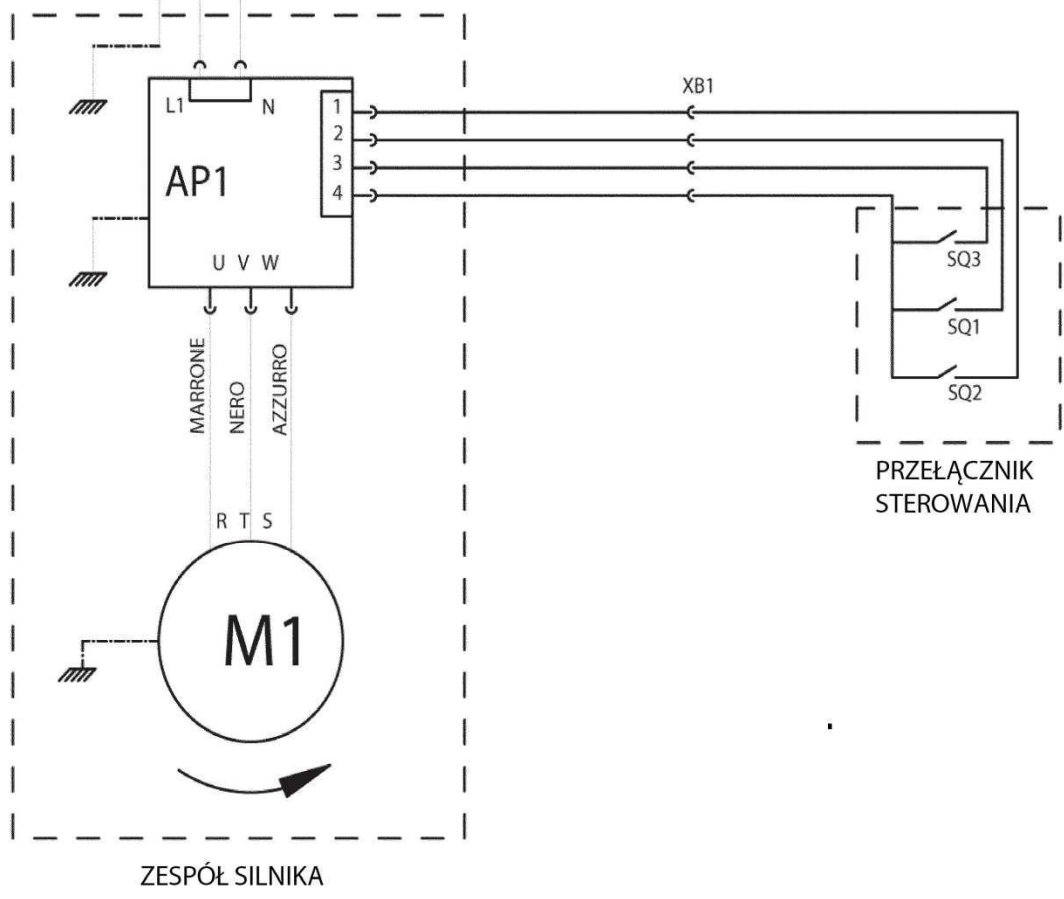 XB1
L1 N
1
2
3
4
AP1
U V W
MARRONE
NERO
AZZURRO
R T S
M1
SQ3
SQ1
SQ2
PRZEŁĄCZNIK
STEROWANIA
ZESPÓŁ SILNIKA